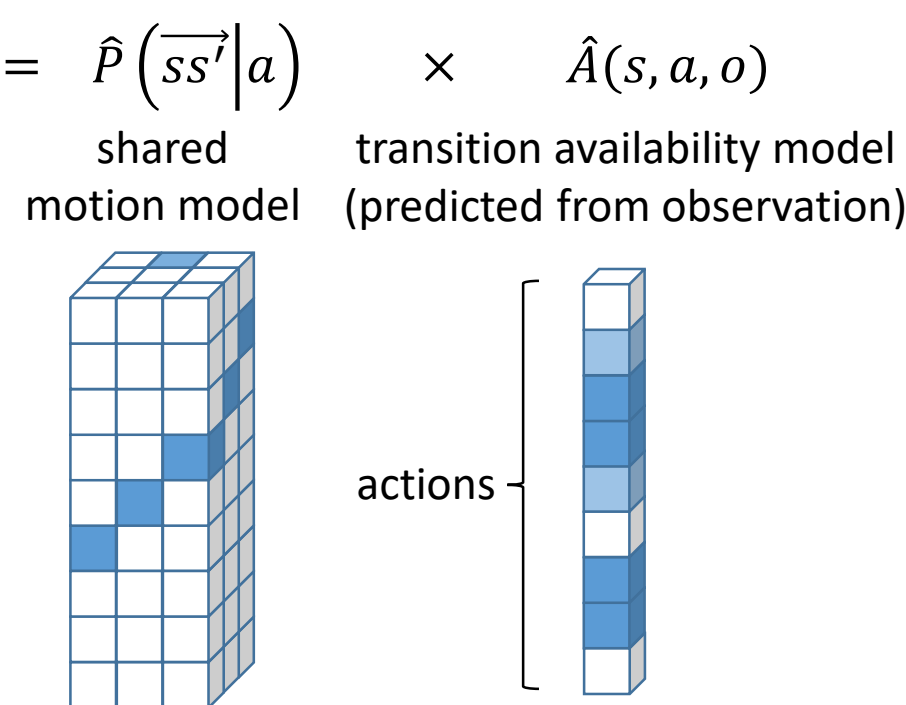 = P̂(ss′⃗|a) × Â(s, a, o)
shared transition availability model
motion model (predicted from observation)
actions